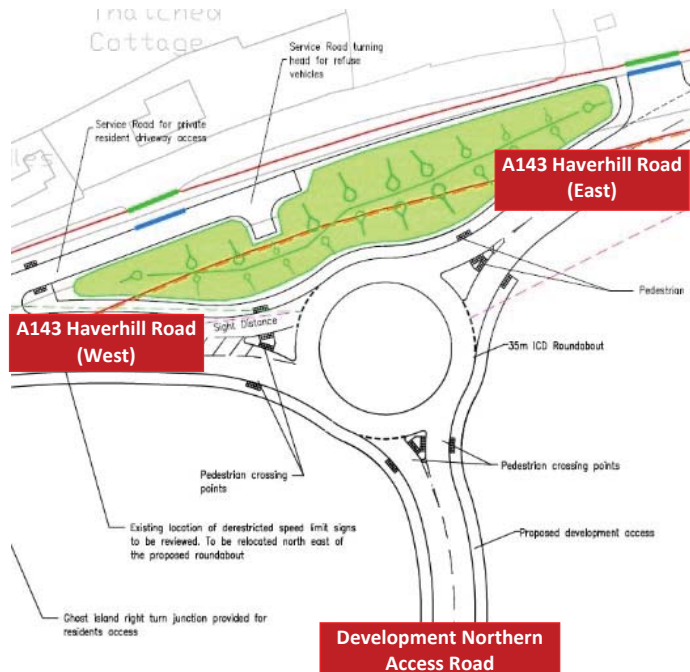 Thatched
Cottage
Service Road turning
head for refuse
vehicles
Service Road for private
resident driveway access
A143 Haverhill Road
(East)
Pedestrian
A143 Haverhill Road
(West)
Sight Distance
35m ICD Roundabout
Pedestrian crossing
points
Pedestrian crossing points
Existing location of derestricted speed limit signs
to be reviewed. To be relocated north east of
the proposed roundabout
Proposed development access
Ghost island right turn junction provided for
residents access
Development Northern
Access Road